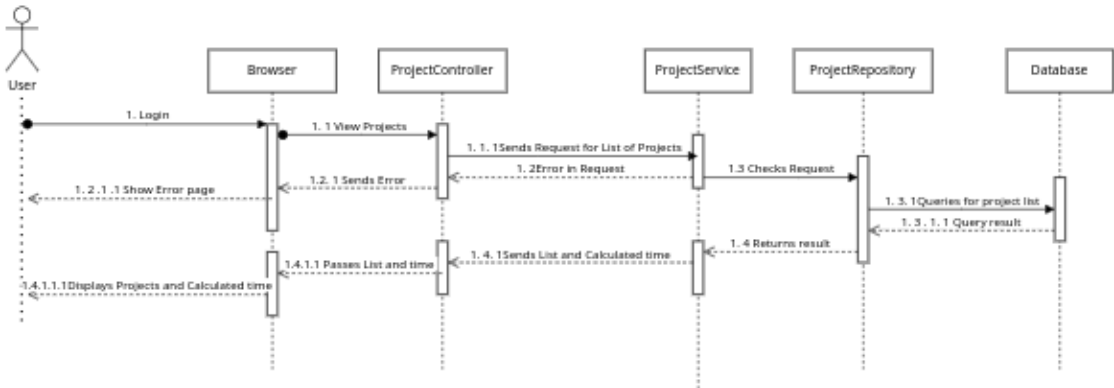 User
Browser
ProjectController
ProjectService
ProjectRepository
Database
1. Login
1. 1 View Projects
1. 1. 1Sends Request for List of Projects
1. 2Error in Request
1.3 Checks Request
1.2. 1 Sends Error
1. 2 .1 .1 Show Error page
1. 3. 1Queries for project list
1. 3 . 1. 1 Query result
1. 4 Returns result
1. 4. 1Sends List and Calculated time
1.4.1.1 Passes List and time
1.4.1.1.1Displays Projects and Calculated time